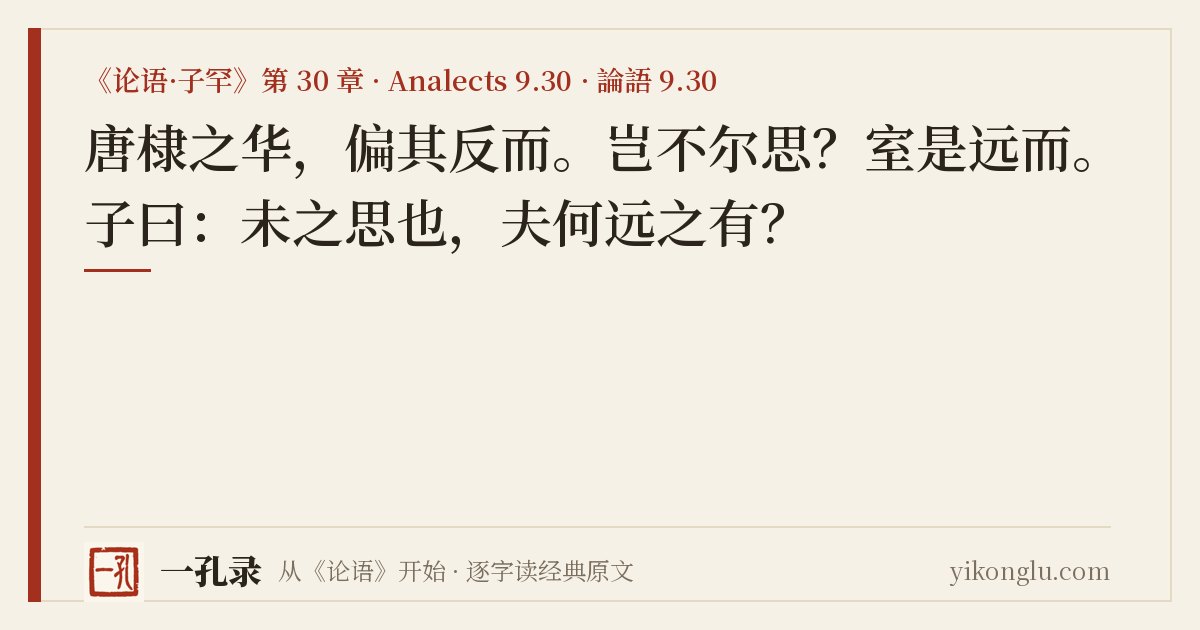 《论语·子罕》第 30 章 · Analects 9.30 · 論語 9.30
唐棣之华，偏其反而。岂不尔思？室是远而。
子曰：未之思也，夫何远之有？
一孔
一孔录 从《论语》开始 · 逐字读经典原文 yikonglu.com